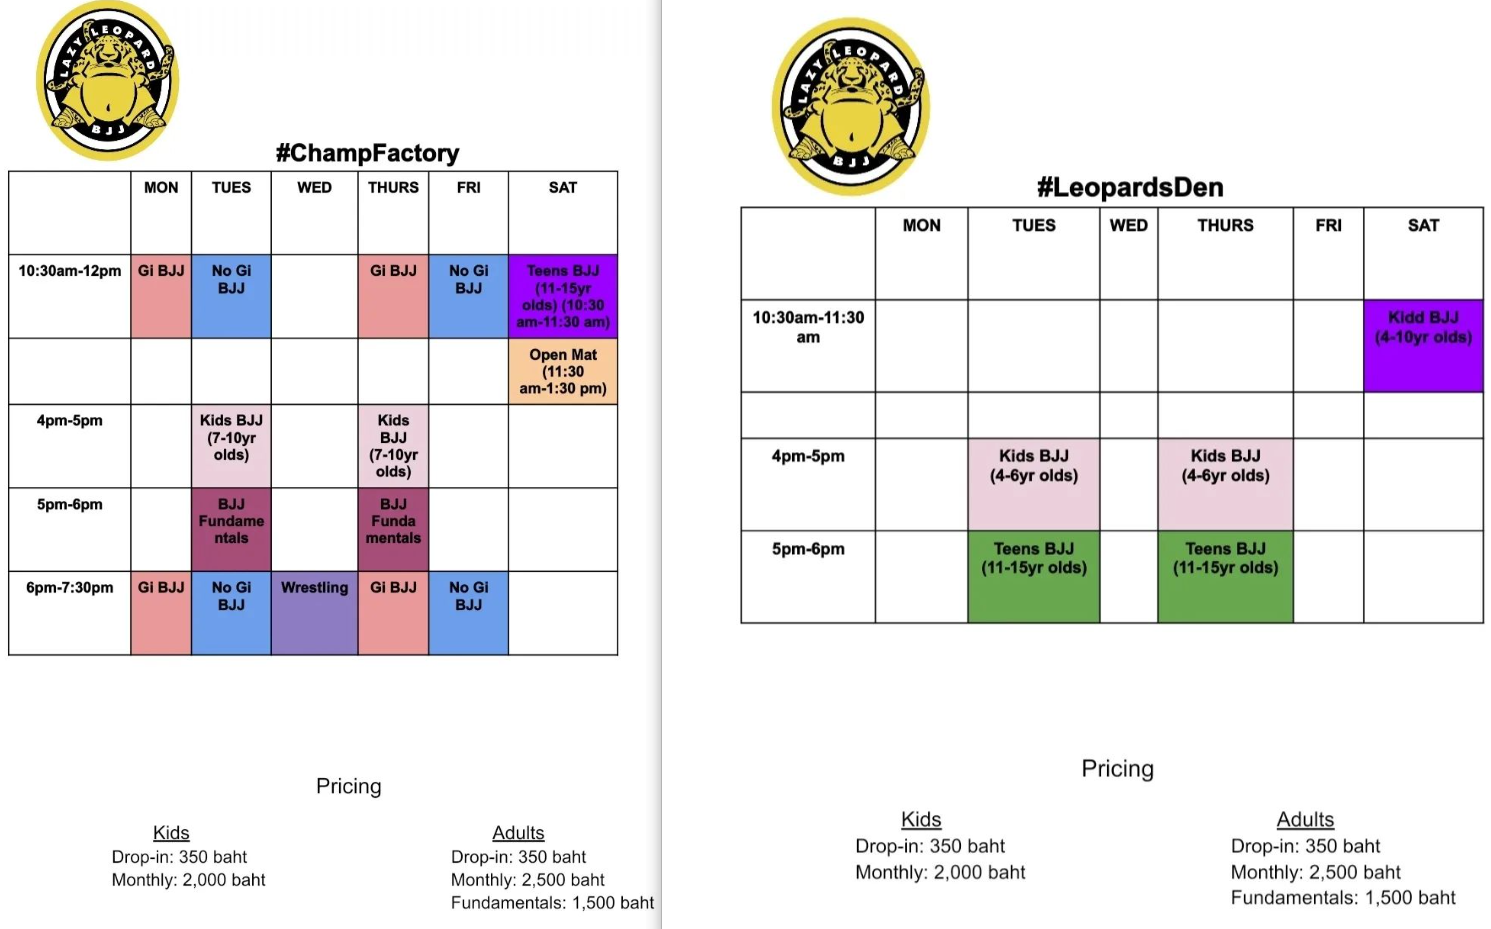 LAZY LEOPARD
BJJ
#ChampFactory
MON TUES WED THURS FRI SAT
10:30am-12pm Gi BJJ No Gi Gi BJJ No Gi Teens BJJ
BJJ BJJ (11-15yr
olds) (10:30
am-11:30 am)
Open Mat
(11:30
am-1:30 pm)
4pm-5pm Kids BJJ Kids
(7-10yr BJJ
olds) (7-10yr
olds)
5pm-6pm BJJ BJJ
Fundame Funda
ntals mentals
6pm-7:30pm Gi BJJ No Gi Wrestling Gi BJJ No Gi
BJJ BJJ
Pricing
Kids Adults
Drop-in: 350 baht Drop-in: 350 baht
Monthly: 2,000 baht Monthly: 2,500 baht
Fundamentals: 1,500 baht
LAZY LEOPARD
BJJ
#LeopardsDen
MON TUES WED THURS FRI SAT
10:30am-11:30 Kidd BJJ
am (4-10yr olds)
4pm-5pm Kids BJJ Kids BJJ
(4-6yr olds) (4-6yr olds)
5pm-6pm Teens BJJ Teens BJJ
(11-15yr olds) (11-15yr olds)
Pricing
Kids Adults
Drop-in: 350 baht Drop-in: 350 baht
Monthly: 2,000 baht Monthly: 2,500 baht
Fundamentals: 1,500 baht